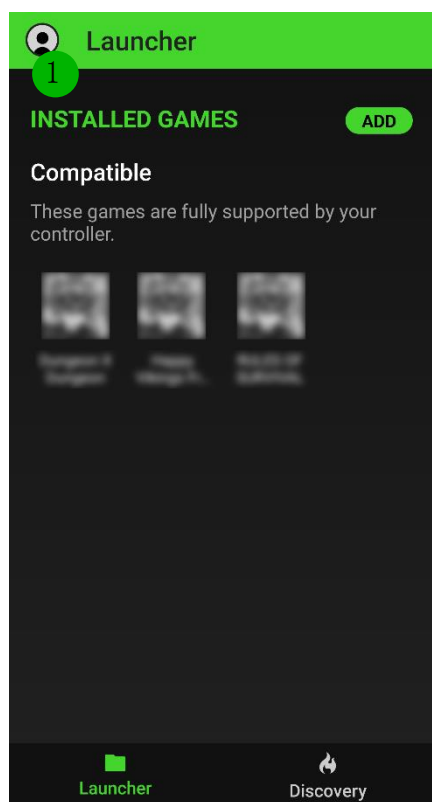 Launcher
1
INSTALLED GAMES
ADD
Compatible
These games are fully supported by your
controller.
Launcher
Discovery